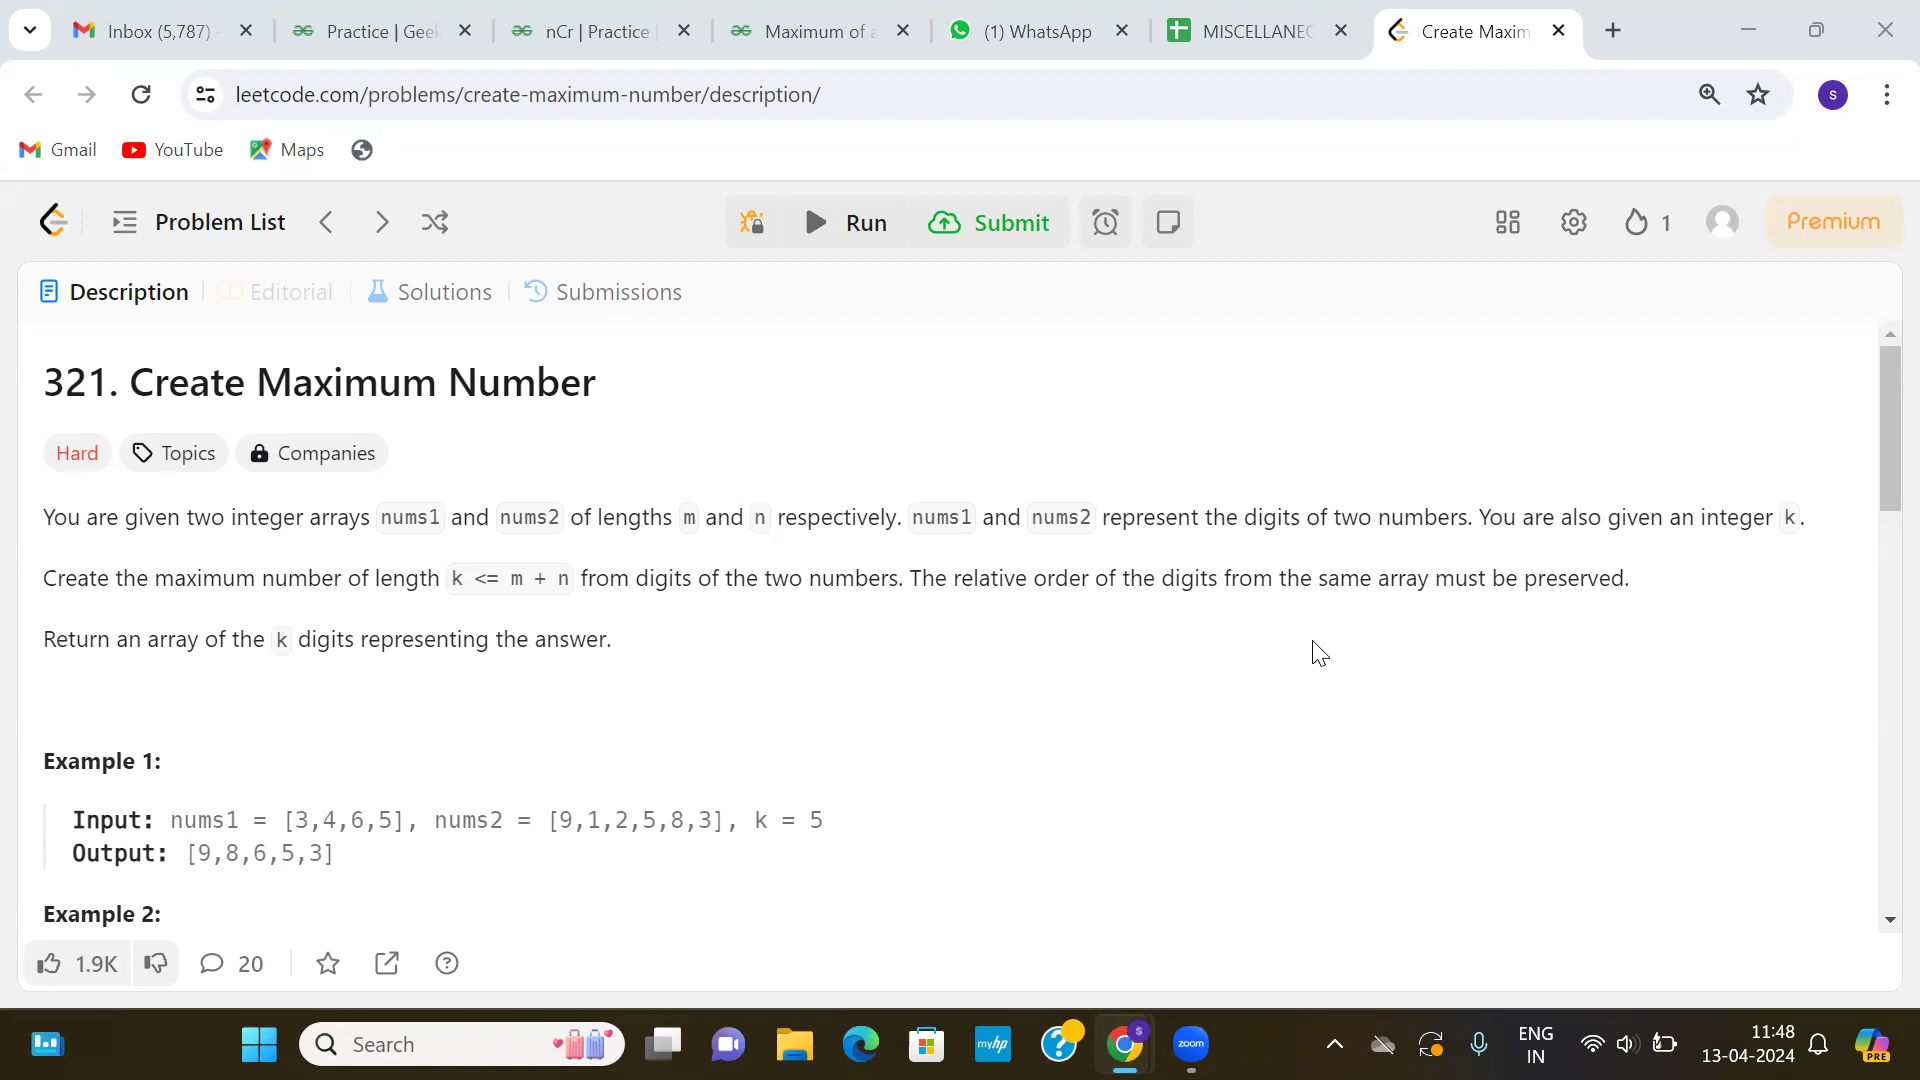 Inbox (5,787) -
Practice | Geek
nCr | Practice |
Maximum of a
(1) WhatsApp
MISCELLANEO
Create Maxim
leetcode.com/problems/create-maximum-number/description/
s
Gmail
YouTube
Maps
Problem List
Run
Submit
1
Premium
Description
Editorial
Solutions
Submissions
321. Create Maximum Number
Hard
Topics
Companies
You are given two integer arrays nums1 and nums2 of lengths m and n respectively. nums1 and nums2 represent the digits of two numbers. You are also given an integer k.
Create the maximum number of length k <= m + n from digits of the two numbers. The relative order of the digits from the same array must be preserved.
Return an array of the k digits representing the answer.
Example 1:
Input: nums1 = [3,4,6,5], nums2 = [9,1,2,5,8,3], k = 5
Output: [9,8,6,5,3]
Example 2:
1.9K
20
Search
myhp
s
zoom
ENG
IN
11:48
13-04-2024
PRE